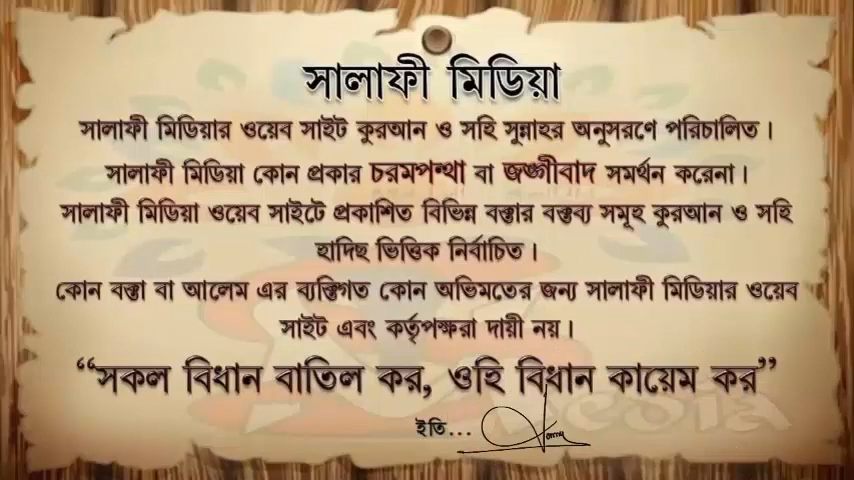 সালাফী মিডিয়া
সালাফী মিডিয়ার ওয়েব সাইট কুরআন ও সহি সুন্নাহর অনুসরণে পরিচালিত।
সালাফী মিডিয়া কোন প্রকার চরমপন্থা বা জঙ্গীবাদ সমর্থন করেনা।
সালাফী মিডিয়া ওয়েব সাইটে প্রকাশিত বিভিন্ন বক্তার বক্তব্য সমূহ কুরআন ও সহি
হাদিছ ভিত্তিক নির্বাচিত।
কোন বক্তা বা আলেম এর ব্যক্তিগত কোন অভিমতের জন্য সালাফী মিডিয়ার ওয়েব
সাইট এবং কর্তৃপক্ষরা দায়ী নয়।
“সকল বিধান বাতিল কর, ওহি বিধান কায়েম কর”
ইতি...